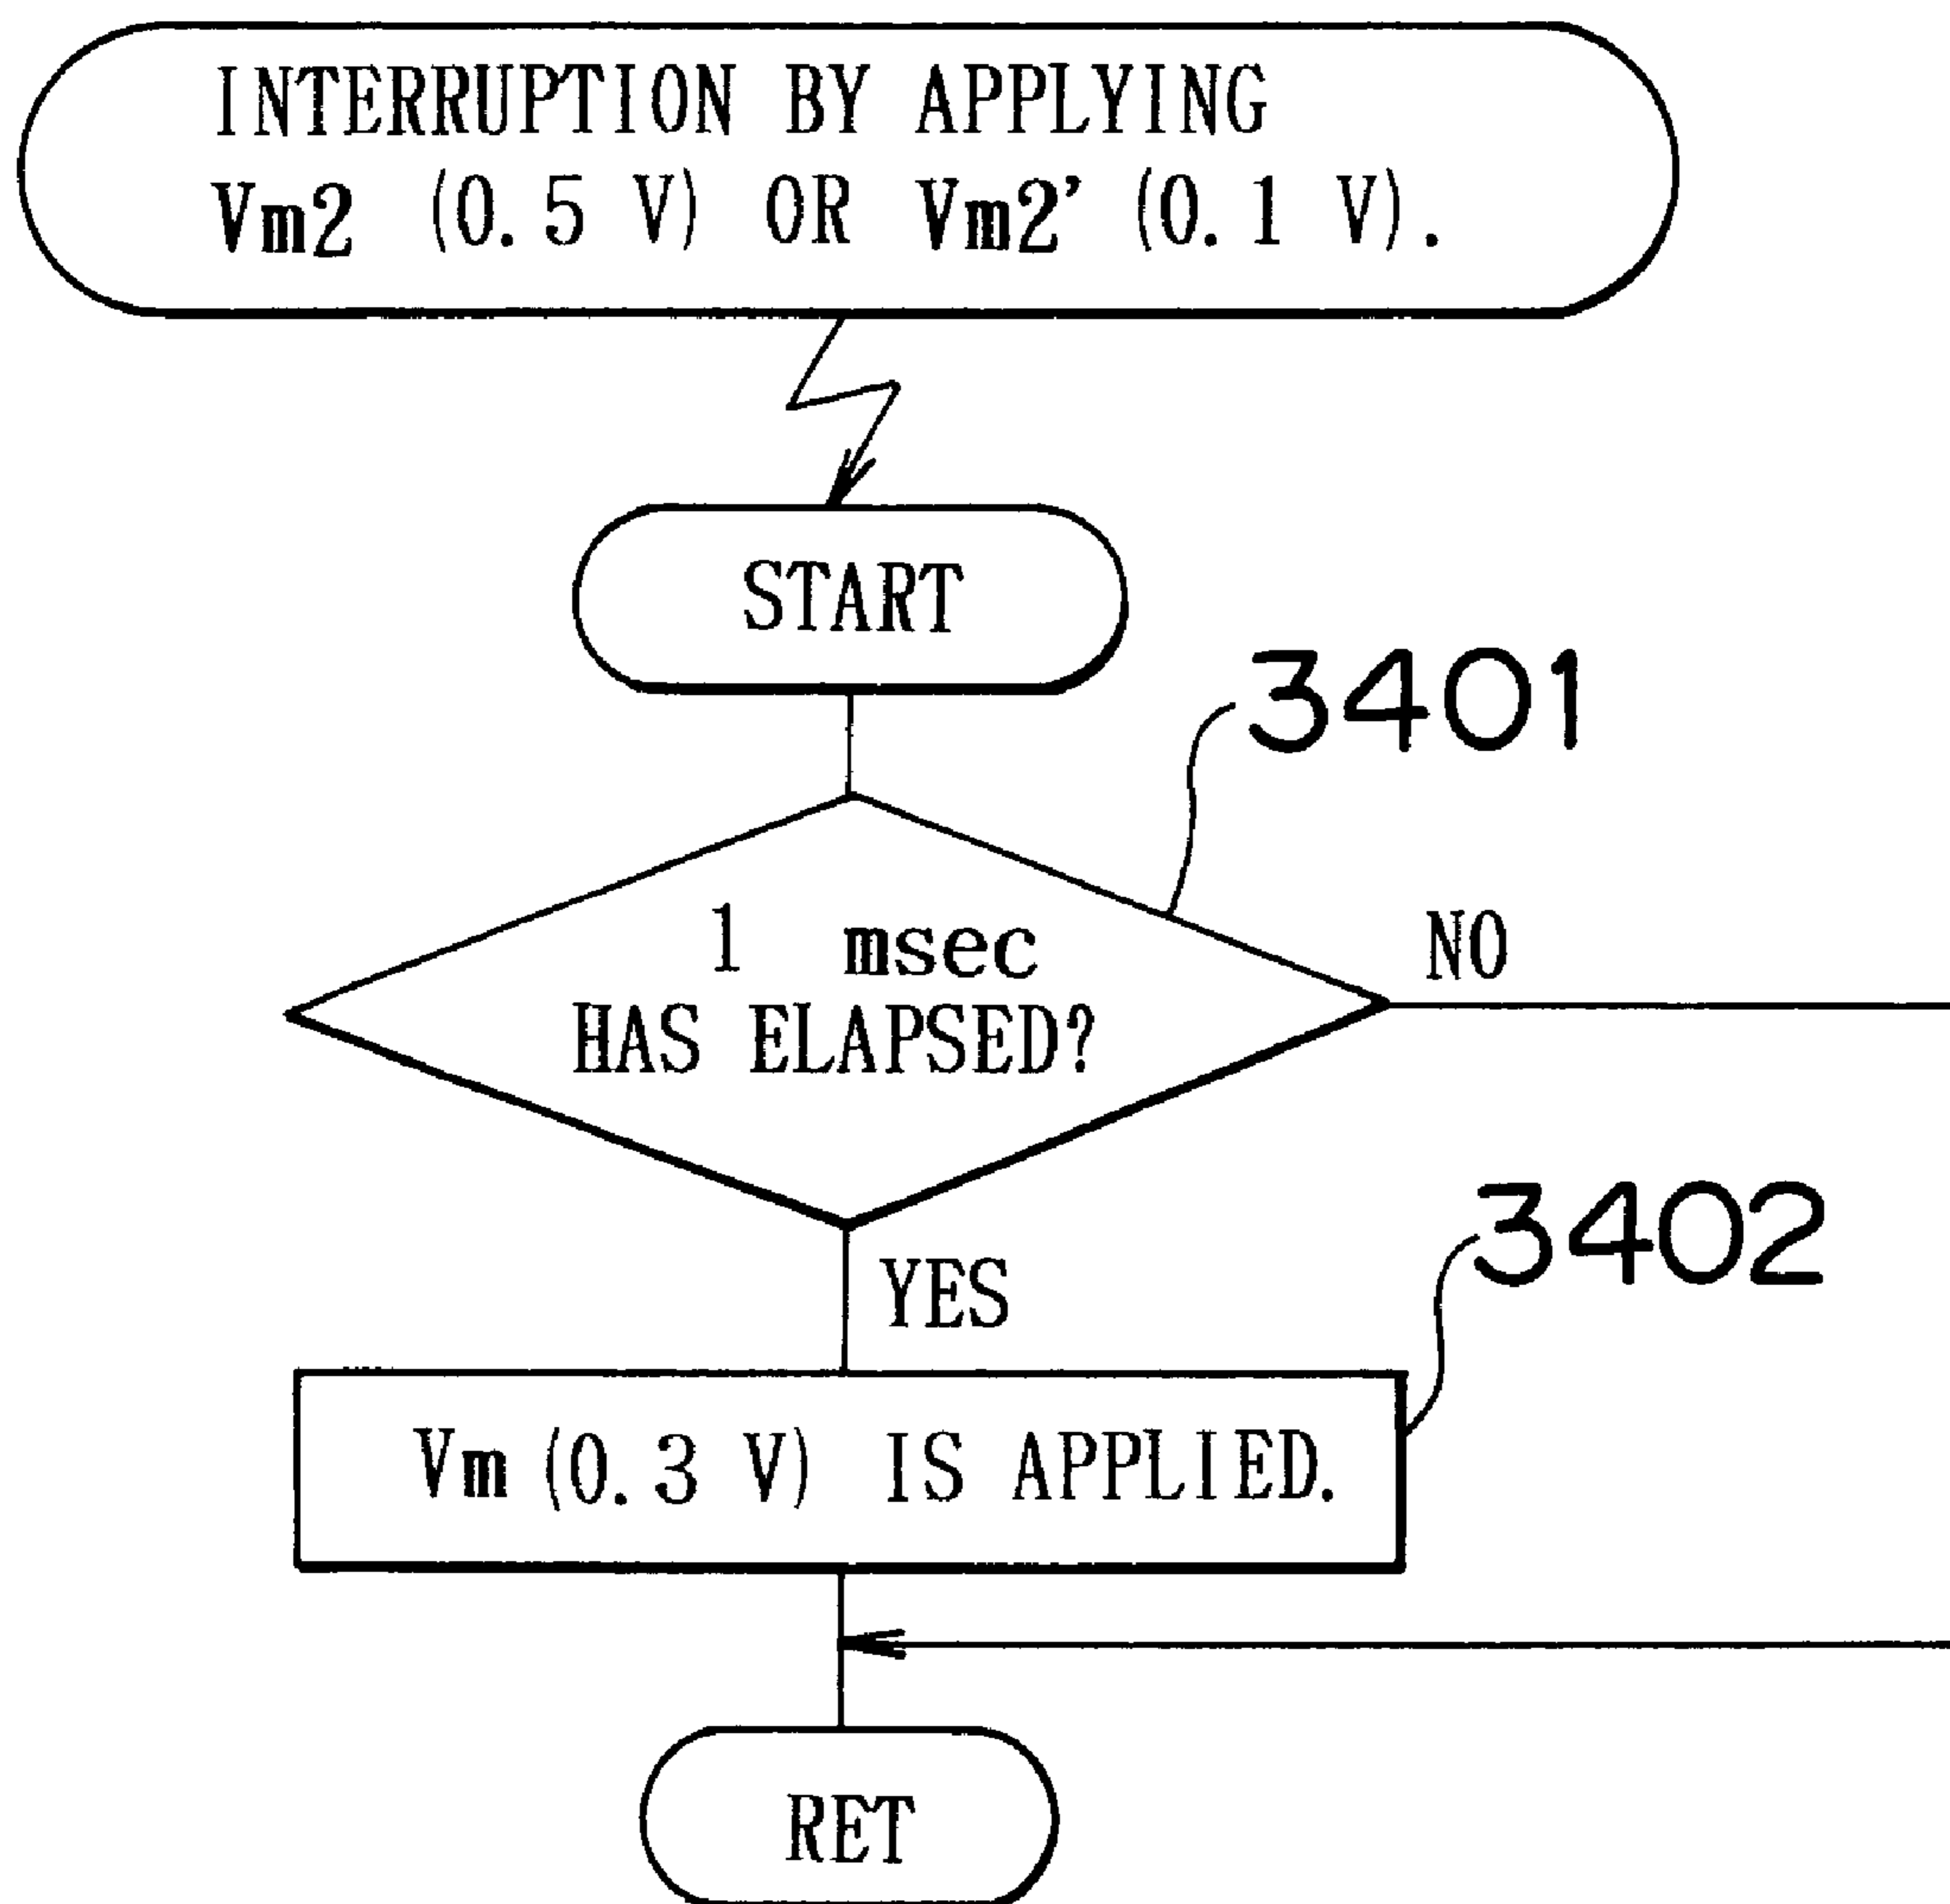 INTERRUPTION BY APPLYING
Vm2 (0.5 V) OR Vm2' (0.1 V).
START
3401
1 msec
HAS ELAPSED?
NO
YES
3402
Vm (0.3 V) IS APPLIED.
RET